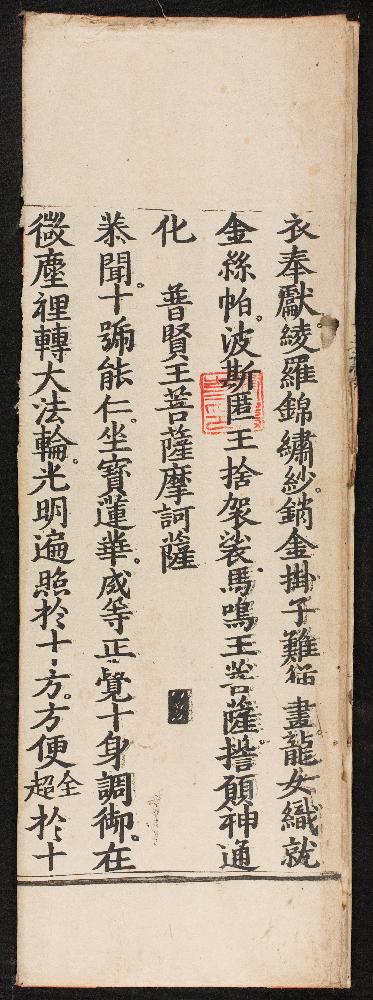 衣奉獻綾羅錦繡紗。銷金掛子難描畫。龍女織就
金絲帕。波斯匿王捨袈裟。馬鳴王菩薩。擔願神通
化　普賢王菩薩摩訶薩
恭聞。十號能仁。坐寶蓮華。成等正覺十身調御。在
微塵裡轉大法輪。光明遍照於十方。方便全超於十